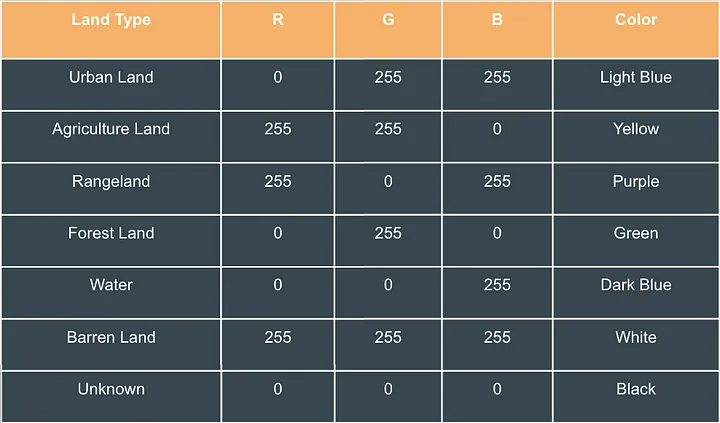 Land Type R G B Color
Urban Land 0 255 255 Light Blue
Agriculture Land 255 255 0 Yellow
Rangeland 255 0 255 Purple
Forest Land 0 255 0 Green
Water 0 0 255 Dark Blue
Barren Land 255 255 255 White
Unknown 0 0 0 Black